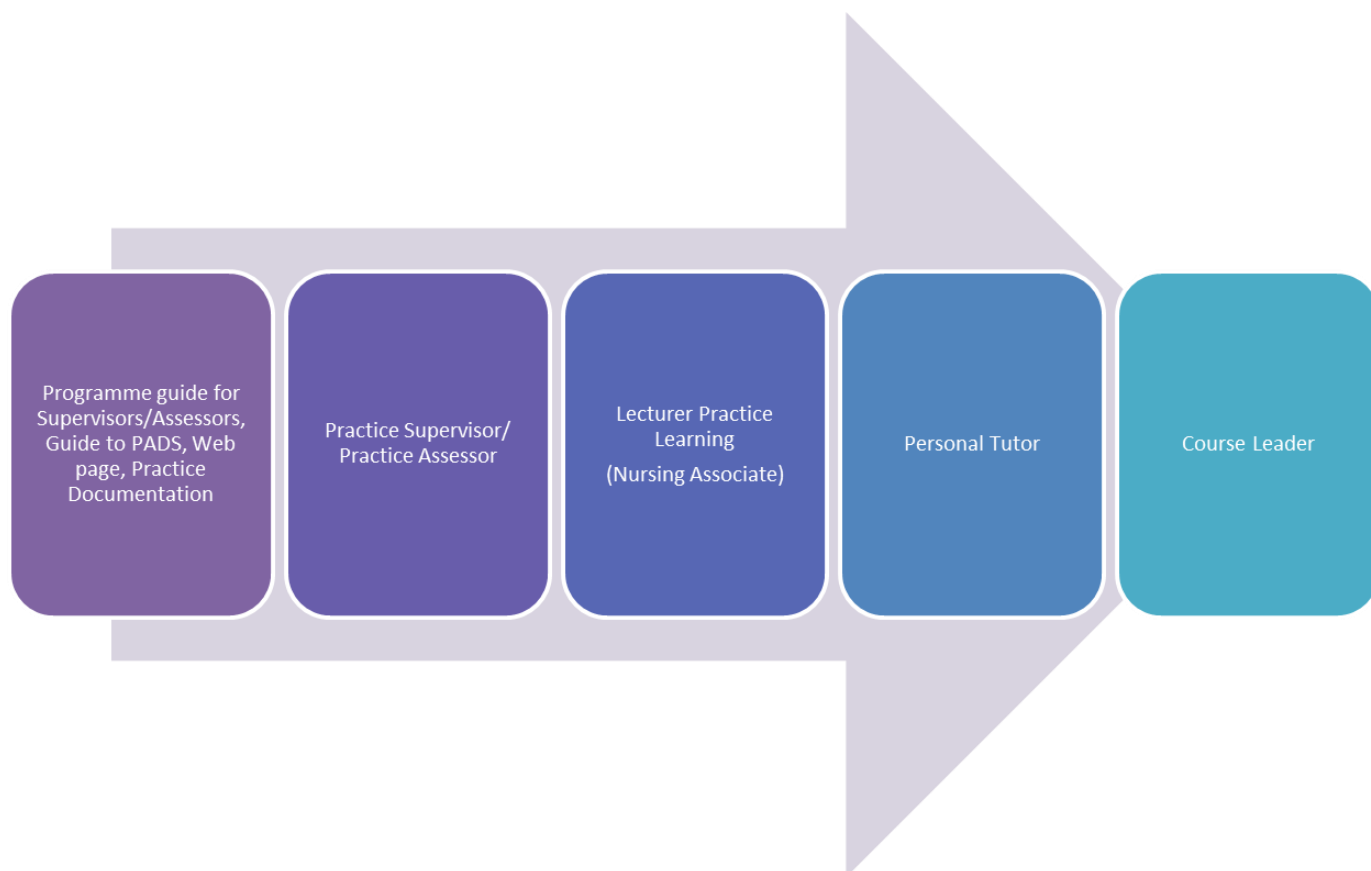 Programme guide for
Supervisors/Assessors,
Guide to PADS, Web
page, Practice
Documentation
Practice Supervisor/
Practice Assessor
Lecturer Practice
Learning
(Nursing Associate)
Personal Tutor
Course Leader